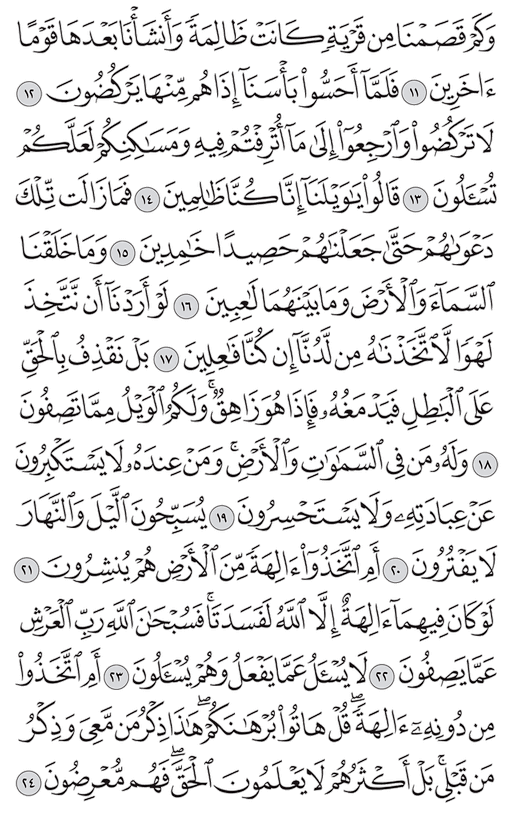 وَكَمْ قَصَمْنَا مِن قَرْيَةٍ كَانَتْ ظَالِمَةً وَأَنشَأْنَا بَعْدَهَا قَوْمًا
ءَاخَرِينَ ١١ فَلَمَّآ أَحَسُّوا۟ بَأْسَنَآ إِذَا هُم مِّنْهَا يَرْكُضُونَ ١٢
لَا تَرْكُضُوا۟ وَٱرْجِعُوٓا۟ إِلَىٰ مَآ أُتْرِفْتُمْ فِيهِ وَمَسَـٰكِنِكُمْ لَعَلَّكُمْ
تُسْـَٔلُونَ ١٣ قَالُوا۟ يَـٰوَيْلَنَآ إِنَّا كُنَّا ظَـٰلِمِينَ ١٤ فَمَا زَالَت تِّلْكَ
دَعْوَىٰهُمْ حَتَّىٰ جَعَلْنَـٰهُمْ حَصِيدًا خَـٰمِدِينَ ١٥ وَمَا خَلَقْنَا
ٱلسَّمَآءَ وَٱلْأَرْضَ وَمَا بَيْنَهُمَا لَـٰعِبِينَ ١٦ لَوْ أَرَدْنَآ أَن نَّتَّخِذَ
لَهْوًا لَّٱتَّخَذْنَـٰهُ مِن لَّدُنَّآ إِن كُنَّا فَـٰعِلِينَ ١٧ بَلْ نَقْذِفُ بِٱلْحَقِّ
عَلَى ٱلْبَـٰطِلِ فَيَدْمَغُهُۥ فَإِذَا هُوَ زَاهِقٌ ۚ وَلَكُمُ ٱلْوَيْلُ مِمَّا تَصِفُونَ
١٨ وَلَهُۥ مَن فِى ٱلسَّمَـٰوَٰتِ وَٱلْأَرْضِ ۚ وَمَنْ عِندَهُۥ لَا يَسْتَكْبِرُونَ
عَنْ عِبَادَتِهِۦ وَلَا يَسْتَحْسِرُونَ ١٩ يُسَبِّحُونَ ٱلَّيْلَ وَٱلنَّهَارَ
لَا يَفْتُرُونَ ٢٠ أَمِ ٱتَّخَذُوٓا۟ ءَالِهَةً مِّنَ ٱلْأَرْضِ هُمْ يُنشِرُونَ ٢١
لَوْ كَانَ فِيهِمَآ ءَالِهَةٌ إِلَّا ٱللَّهُ لَفَسَدَتَا ۚ فَسُبْحَـٰنَ ٱللَّهِ رَبِّ ٱلْعَرْشِ
عَمَّا يَصِفُونَ ٢٢ لَا يُسْـَٔلُ عَمَّا يَفْعَلُ وَهُمْ يُسْـَٔلُونَ ٢٣ أَمِ ٱتَّخَذُوا۟
مِن دُونِهِۦٓ ءَالِهَةً ۖ قُلْ هَاتُوا۟ بُرْهَـٰنَكُمْ ۖ هَـٰذَا ذِكْرُ مَن مَّعِىَ وَذِكْرُ
مَن قَبْلِى ۗ بَلْ أَكْثَرُهُمْ لَا يَعْلَمُونَ ٱلْحَقَّ ۖ فَهُم مُّعْرِضُونَ ٢٤